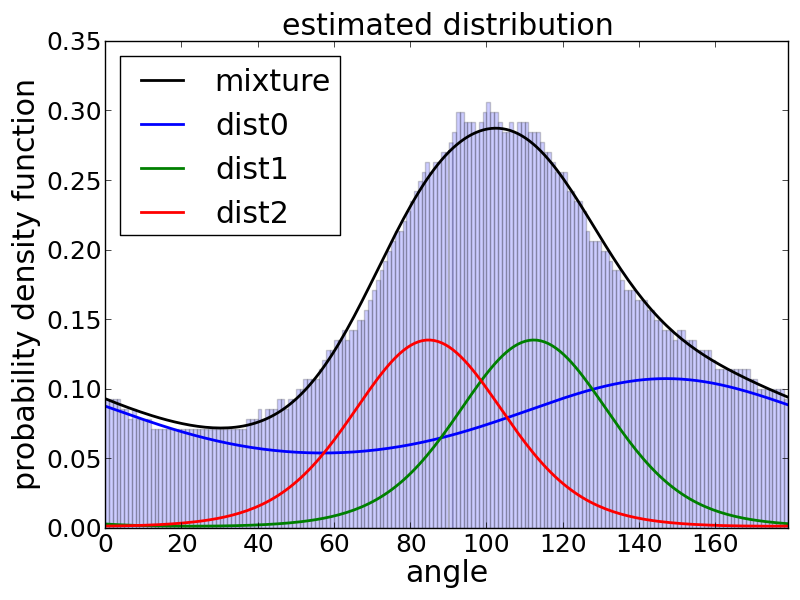 estimated distribution
probability density function
0.35
0.30
0.25
0.20
0.15
0.10
0.05
0.00
mixture
dist0
dist1
dist2
0 20 40 60 80 100 120 140 160
angle